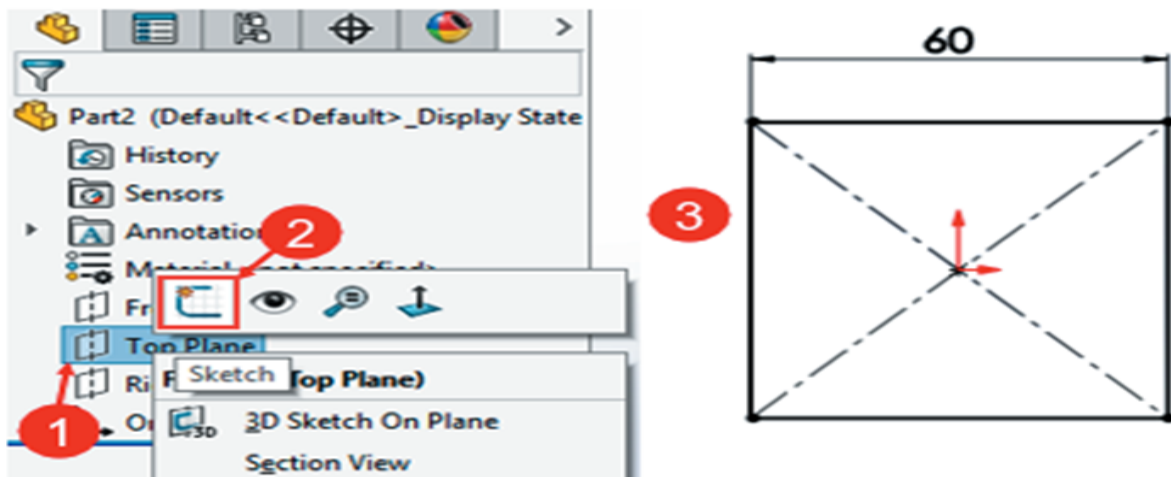 Part2 (Default<<Default>_Display State
History
Sensors
Annotatio
2
Fr
Top Plane
Sketch
Top Plane)
Ri
1
3D Sketch On Plane
Section View
60
3